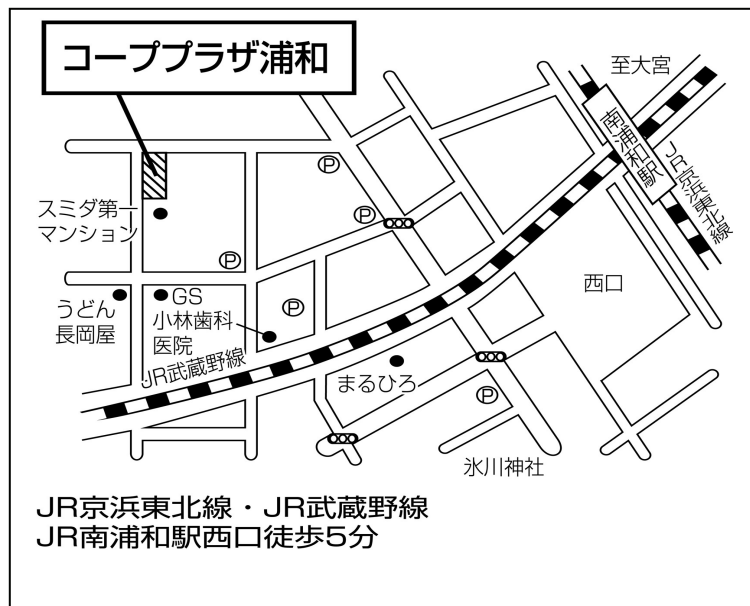 コーププラザ浦和
至大宮
南浦和駅
JR京浜東北線
P
P
スミダ第一
マンション
P
西口
うどん
長岡屋
GS
P
小林歯科
医院
JR武蔵野線
まるひろ
P
氷川神社
JR京浜東北線・JR武蔵野線
JR南浦和駅西口徒歩5分